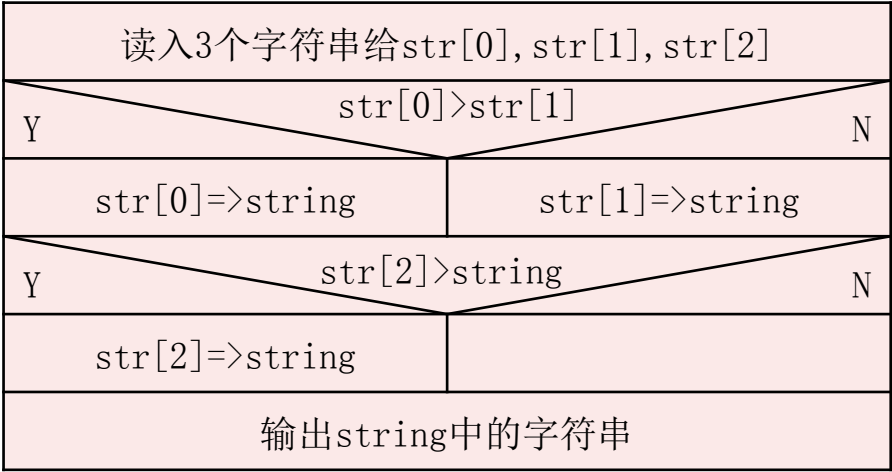 读入3个字符串给str[0],str[1],str[2]
str[0]>str[1]
Y
N
str[0]=>string
str[1]=>string
str[2]>string
Y
N
str[2]=>string
输出string中的字符串